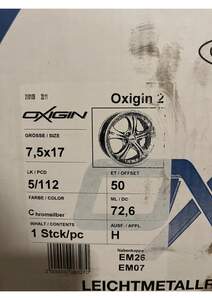 OXIGIN
Oxigin 2
GRÖSSE / SIZE
7,5x17
LK / PCD
ET / OFFSET
5/112
50
FARBE / COLOR
ML / DC
Chromsilber
72,6
INHALT / CONTENTS
AUSF. / APPL.
1 Stck/pc
H
Nabenkappe
EM26
EM07
LEICHTMETALLF